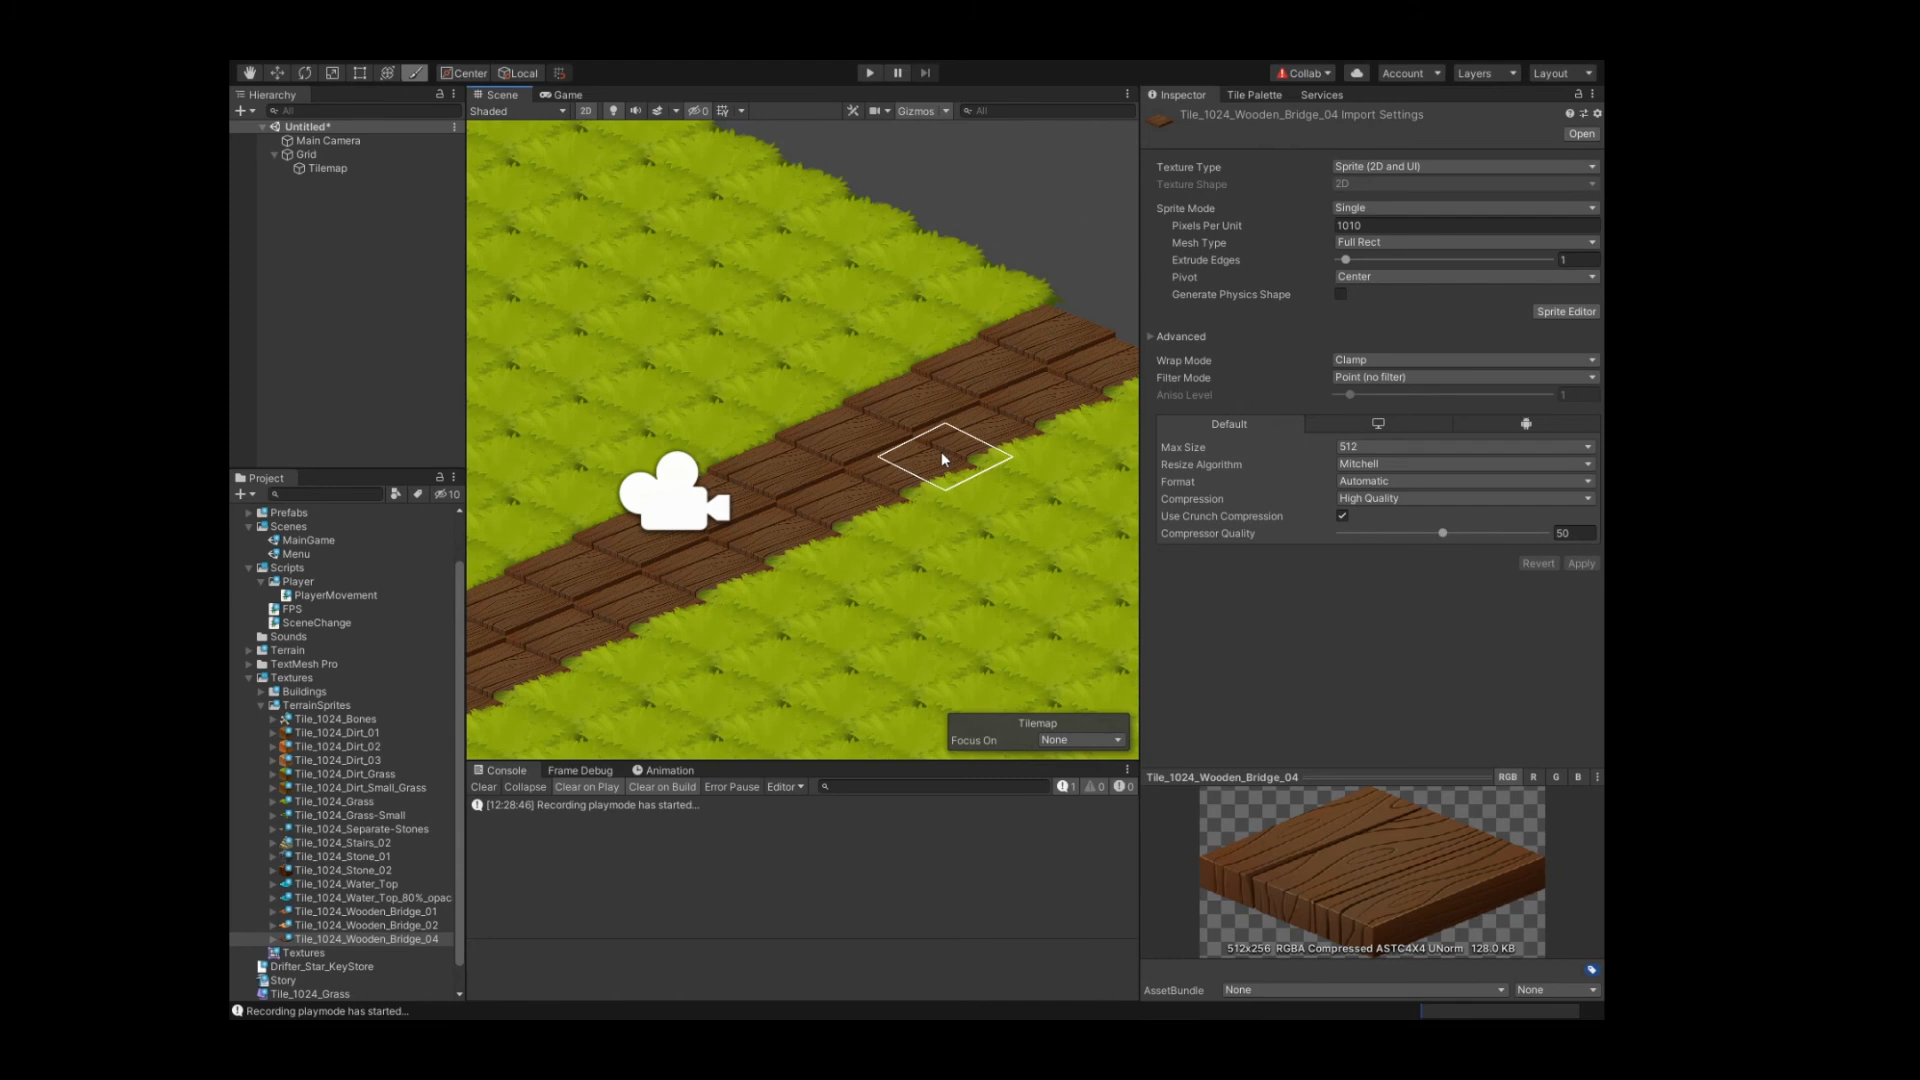 Center
Local
Collab
Account
Layers
Layout
Hierarchy
All
Untitled*
Main Camera
Grid
Tilemap
Scene
Game
Shaded
2D
0
Gizmos
All
Inspector
Tile Palette
Services
Tile_1024_Wooden_Bridge_04 Import Settings
Open
Texture Type
Sprite (2D and UI)
Texture Shape
2D
Sprite Mode
Single
Pixels Per Unit
1010
Mesh Type
Full Rect
Extrude Edges
1
Pivot
Center
Generate Physics Shape
Sprite Editor
Advanced
Wrap Mode
Clamp
Filter Mode
Point (no filter)
Aniso Level
1
Default
Max Size
512
Resize Algorithm
Mitchell
Format
Automatic
Compression
High Quality
Use Crunch Compression
Compressor Quality
50
Revert
Apply
Project
10
Prefabs
Scenes
MainGame
Menu
Scripts
Player
PlayerMovement
FPS
SceneChange
Sounds
Terrain
TextMesh Pro
Textures
Buildings
TerrainSprites
Tile_1024_Bones
Tile_1024_Dirt_01
Tile_1024_Dirt_02
Tile_1024_Dirt_03
Tile_1024_Dirt_Grass
Tile_1024_Dirt_Small_Grass
Tile_1024_Grass
Tile_1024_Grass-Small
Tile_1024_Separate-Stones
Tile_1024_Stairs_02
Tile_1024_Stone_01
Tile_1024_Stone_02
Tile_1024_Water_Top
Tile_1024_Water_Top_80%_opac
Tile_1024_Wooden_Bridge_01
Tile_1024_Wooden_Bridge_02
Tile_1024_Wooden_Bridge_04
Textures
Drifter_Star_KeyStore
Story
Tile_1024_Grass
Tilemap
Focus On
None
Console
Frame Debug
Animation
Clear
Collapse
Clear on Play
Clear on Build
Error Pause
Editor
1
0
0
[12:28:46] Recording playmode has started...
Tile_1024_Wooden_Bridge_04
RGB
R
G
B
512x256 RGBA Compressed ASTC4X4 UNorm 128.0 KB
AssetBundle
None
None
Recording playmode has started...